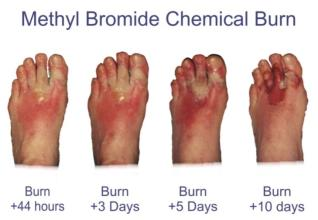 Methyl Bromide Chemical Burn
Burn Burn Burn Burn
+44 hours +3 Days +5 Days +10 days